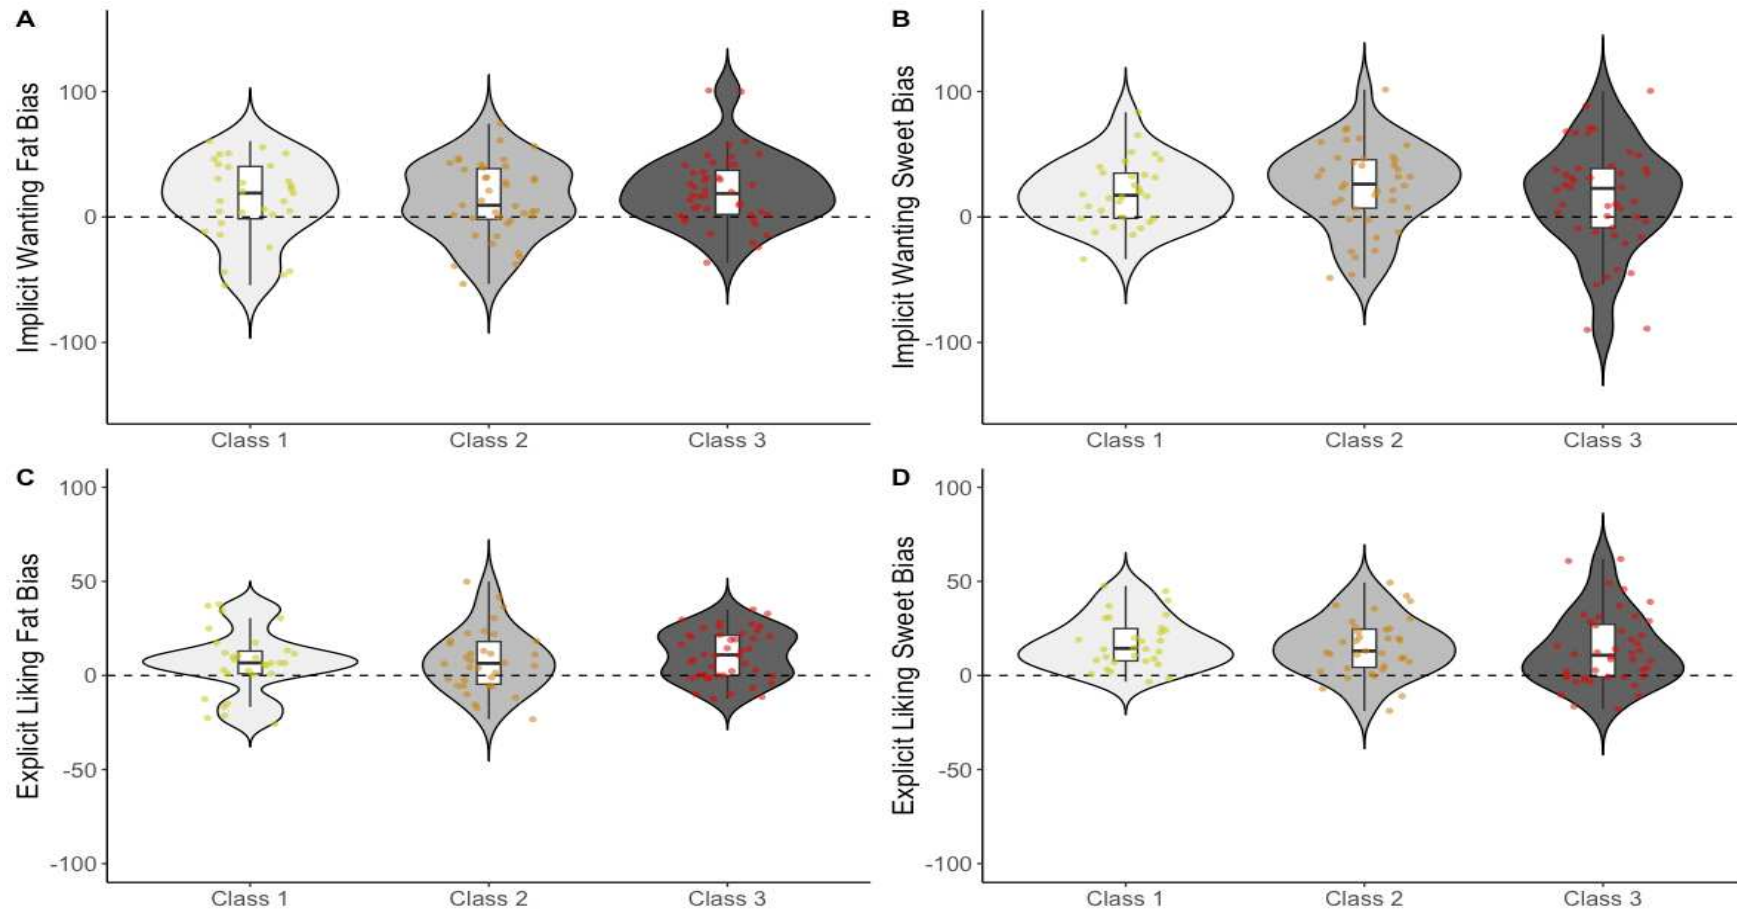 A
Implicit Wanting Fat Bias
100
0
-100
Class 1
Class 2
Class 3
B
Implicit Wanting Sweet Bias
100
0
-100
Class 1
Class 2
Class 3
C
Explicit Liking Fat Bias
100
50
0
-50
-100
Class 1
Class 2
Class 3
D
Explicit Liking Sweet Bias
100
50
0
-50
-100
Class 1
Class 2
Class 3